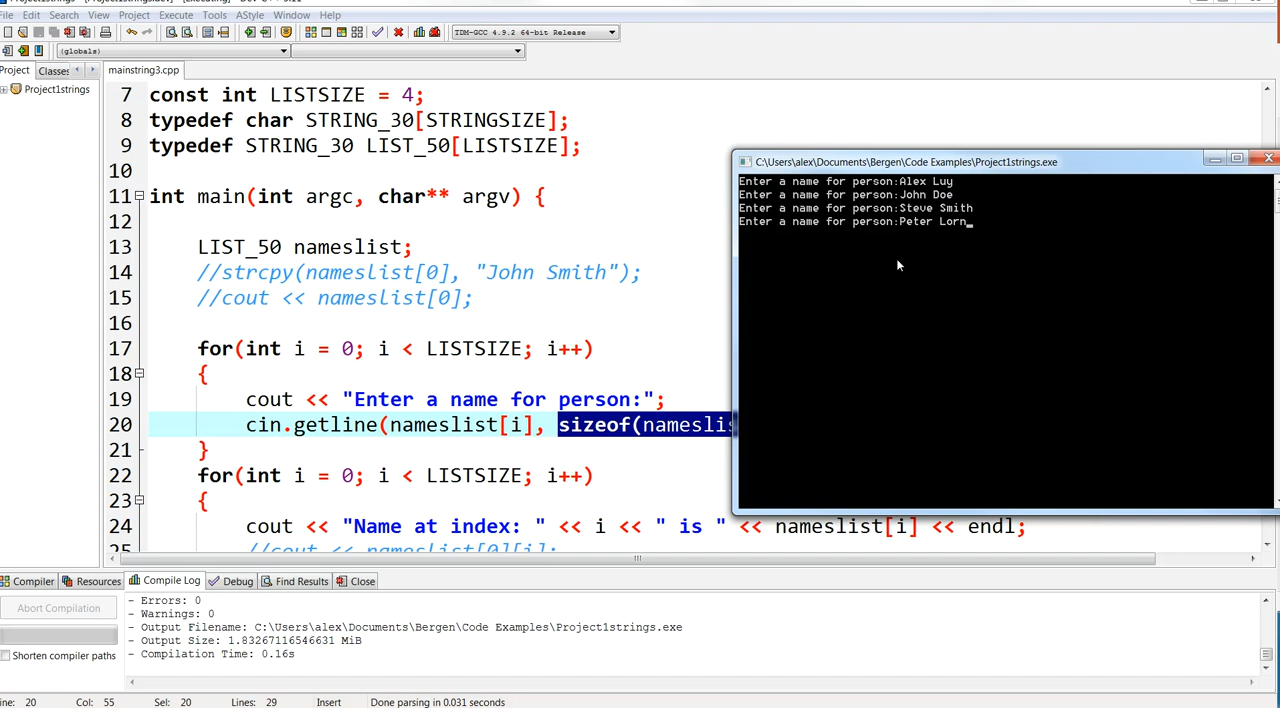 File Edit Search View Project Execute Tools AStyle Window Help
TDM-GCC 4.9.2 64-bit Release
(globals)
Project Classes mainstring3.cpp
Project1strings
7 const int LISTSIZE = 4;
8 typedef char STRING_30[STRINGSIZE];
9 typedef STRING_30 LIST_50[LISTSIZE];
10
11 int main(int argc, char** argv) {
12
13 LIST_50 nameslist;
14 //strcpy(nameslist[0], "John Smith");
15 //cout << nameslist[0];
16
17 for(int i = 0; i < LISTSIZE; i++)
18 {
19 cout << "Enter a name for person:";
20 cin.getline(nameslist[i], sizeof(nameslis
21 }
22 for(int i = 0; i < LISTSIZE; i++)
23 {
24 cout << "Name at index: " << i << " is " << nameslist[i] << endl;
25 //cout << nameslist[0][i];
C:\Users\alex\Documents\Bergen\Code Examples\Project1strings.exe
Enter a name for person:Alex Luy
Enter a name for person:John Doe
Enter a name for person:Steve Smith
Enter a name for person:Peter Lorn_
Compiler Resources Compile Log Debug Find Results Close
Abort Compilation
Shorten compiler paths
- Errors: 0
- Warnings: 0
- Output Filename: C:\Users\alex\Documents\Bergen\Code Examples\Project1strings.exe
- Output Size: 1.83267116546631 MiB
- Compilation Time: 0.16s
ine: 20 Col: 55 Sel: 20 Lines: 29 Insert Done parsing in 0.031 seconds